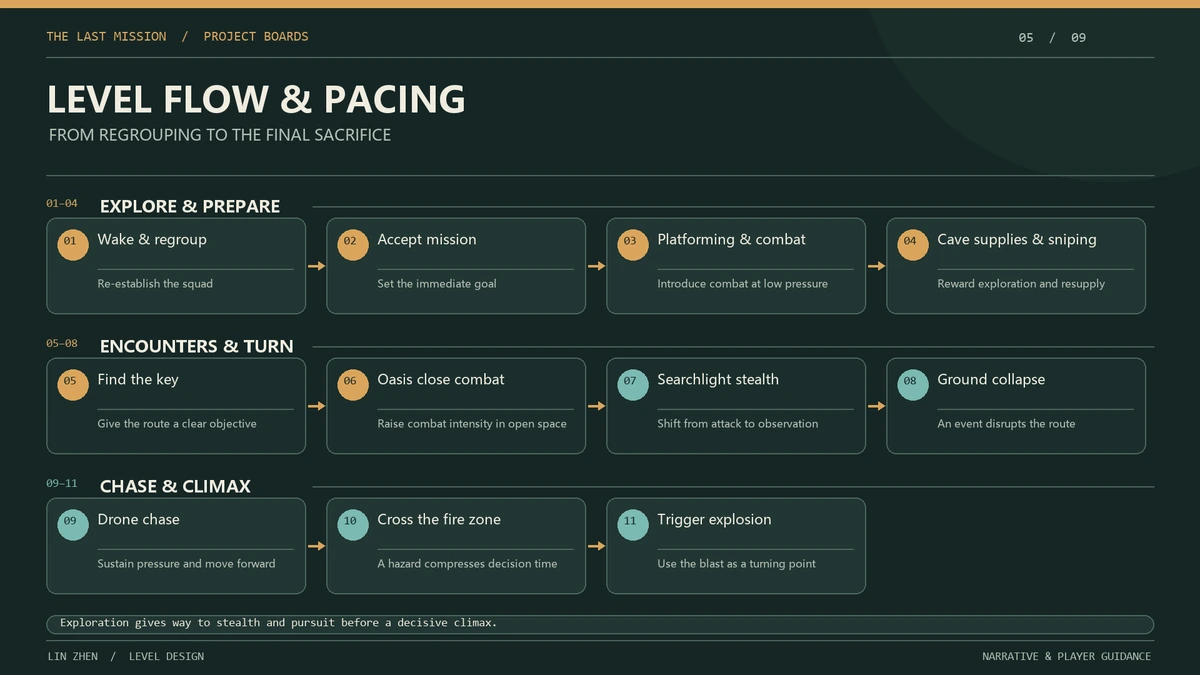 THE LAST MISSION / PROJECT BOARDS
05 / 09
LEVEL FLOW & PACING
FROM REGROUPING TO THE FINAL SACRIFICE
01–04 EXPLORE & PREPARE
01 Wake & regroup
Re-establish the squad
02 Accept mission
Set the immediate goal
03 Platforming & combat
Introduce combat at low pressure
04 Cave supplies & sniping
Reward exploration and resupply
05–08 ENCOUNTERS & TURN
05 Find the key
Give the route a clear objective
06 Oasis close combat
Raise combat intensity in open space
07 Searchlight stealth
Shift from attack to observation
08 Ground collapse
An event disrupts the route
09–11 CHASE & CLIMAX
09 Drone chase
Sustain pressure and move forward
10 Cross the fire zone
A hazard compresses decision time
11 Trigger explosion
Use the blast as a turning point
Exploration gives way to stealth and pursuit before a decisive climax.
LIN ZHEN / LEVEL DESIGN
NARRATIVE & PLAYER GUIDANCE